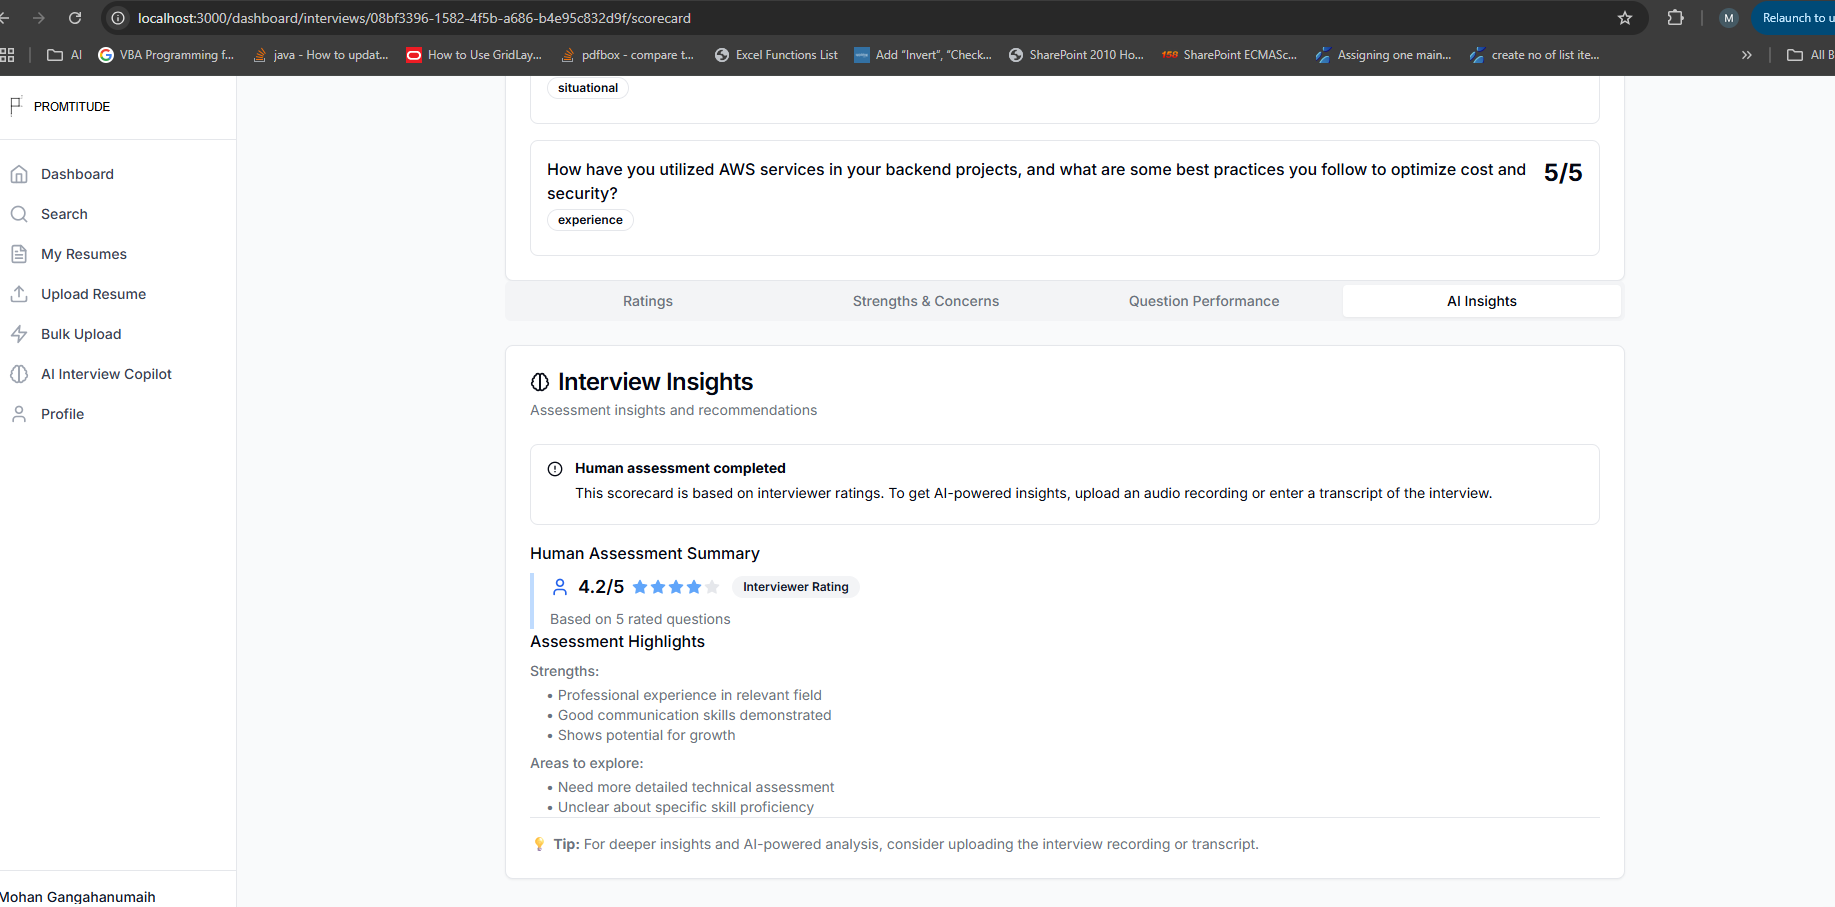 localhost:3000/dashboard/interviews/08bf3396-1582-4f5b-a686-b4e95c832d9f/scorecard
M
Relaunch to u
AI
VBA Programming f...
java - How to updat...
How to Use GridLay...
pdfbox - compare t...
Excel Functions List
Add "Invert", "Check...
SharePoint 2010 Ho...
SharePoint ECMASc...
Assigning one main...
create no of list ite...
All B
PROMTITUDE
Dashboard
Search
My Resumes
Upload Resume
Bulk Upload
AI Interview Copilot
Profile
Mohan Gangahanumaih
situational
How have you utilized AWS services in your backend projects, and what are some best practices you follow to optimize cost and
security?
5/5
experience
Ratings
Strengths & Concerns
Question Performance
AI Insights
Interview Insights
Assessment insights and recommendations
Human assessment completed
This scorecard is based on interviewer ratings. To get AI-powered insights, upload an audio recording or enter a transcript of the interview.
Human Assessment Summary
4.2/5
Interviewer Rating
Based on 5 rated questions
Assessment Highlights
Strengths:
• Professional experience in relevant field
• Good communication skills demonstrated
• Shows potential for growth
Areas to explore:
• Need more detailed technical assessment
• Unclear about specific skill proficiency
Tip: For deeper insights and AI-powered analysis, consider uploading the interview recording or transcript.